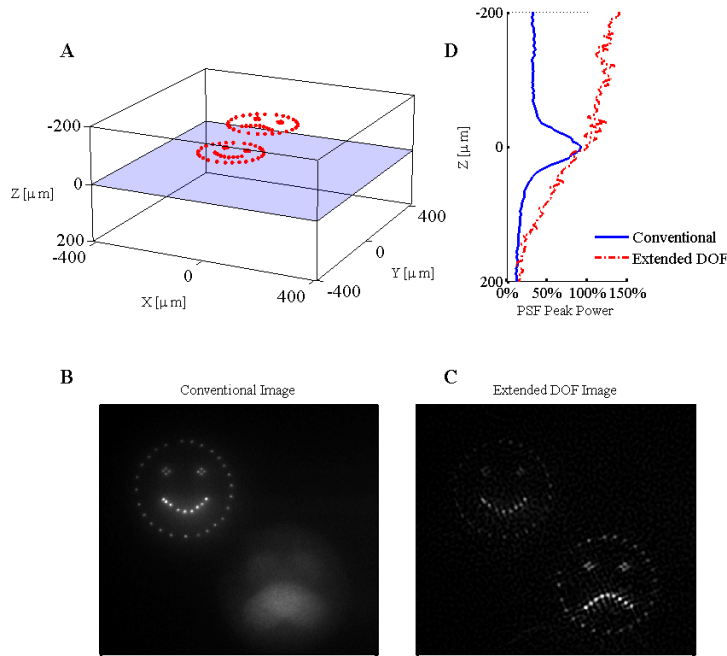 A
-200
Z [μm]
0
200
-400
0
X [μm]
400
-400
0
Y [μm]
400
D
-200
Z [μm]
0
200
Conventional
Extended DOF
0%
50%
100%
150%
PSF Peak Power
B
Conventional Image
C
Extended DOF Image